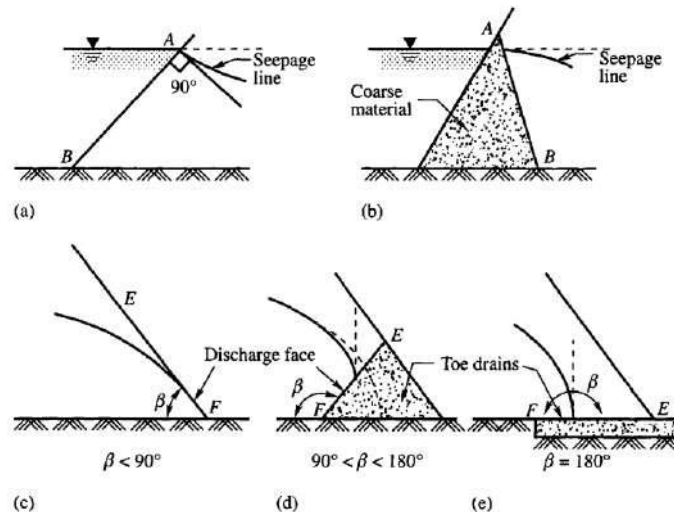 A
Seepage
line
90°
B
(a)
A
Seepage
line
Coarse
material
B
(b)
E
Discharge face
β
F
β < 90°
(c)
E
β
F
Toe drains
90° < β < 180°
(d)
β
F
E
β = 180°
(e)